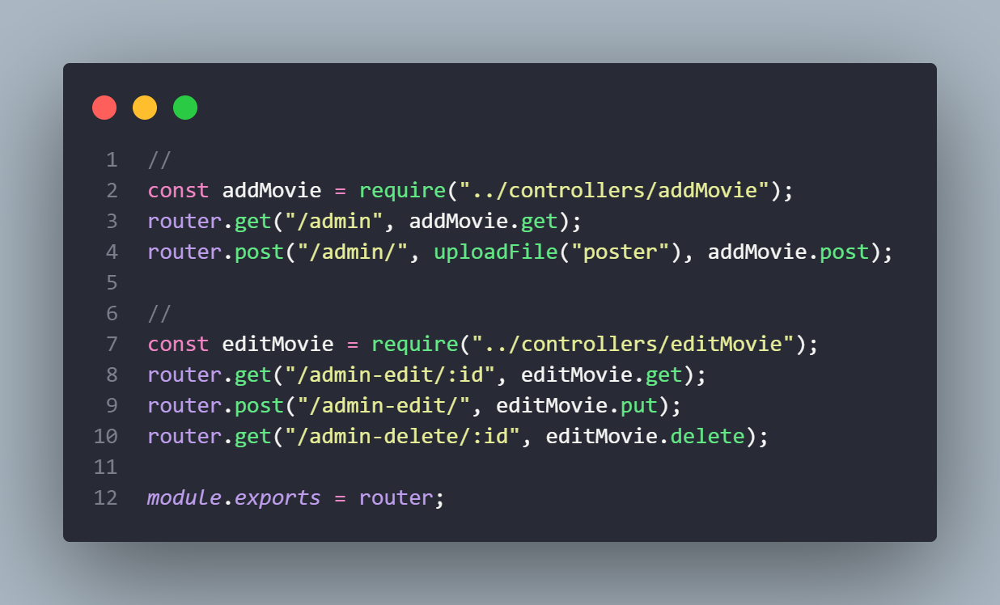 1 //
2 const addMovie = require("../controllers/addMovie");
3 router.get("/admin", addMovie.get);
4 router.post("/admin/", uploadFile("poster"), addMovie.post);
5
6 //
7 const editMovie = require("../controllers/editMovie");
8 router.get("/admin-edit/:id", editMovie.get);
9 router.post("/admin-edit/", editMovie.put);
10 router.get("/admin-delete/:id", editMovie.delete);
11
12 module.exports = router;